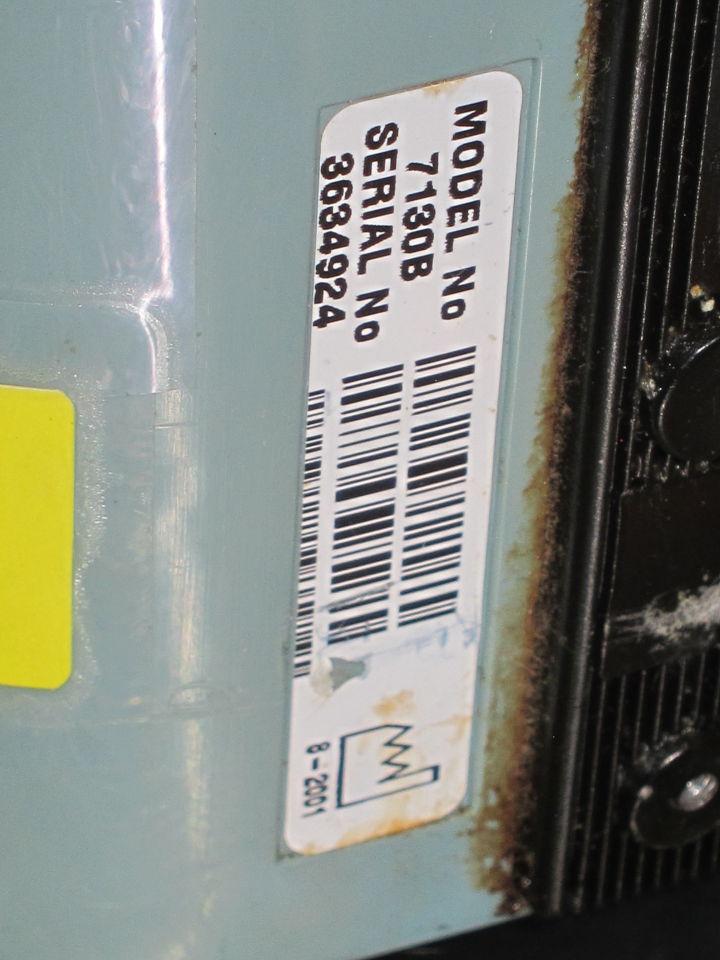 MODEL No
7130B
SERIAL No
3634924
8-2001